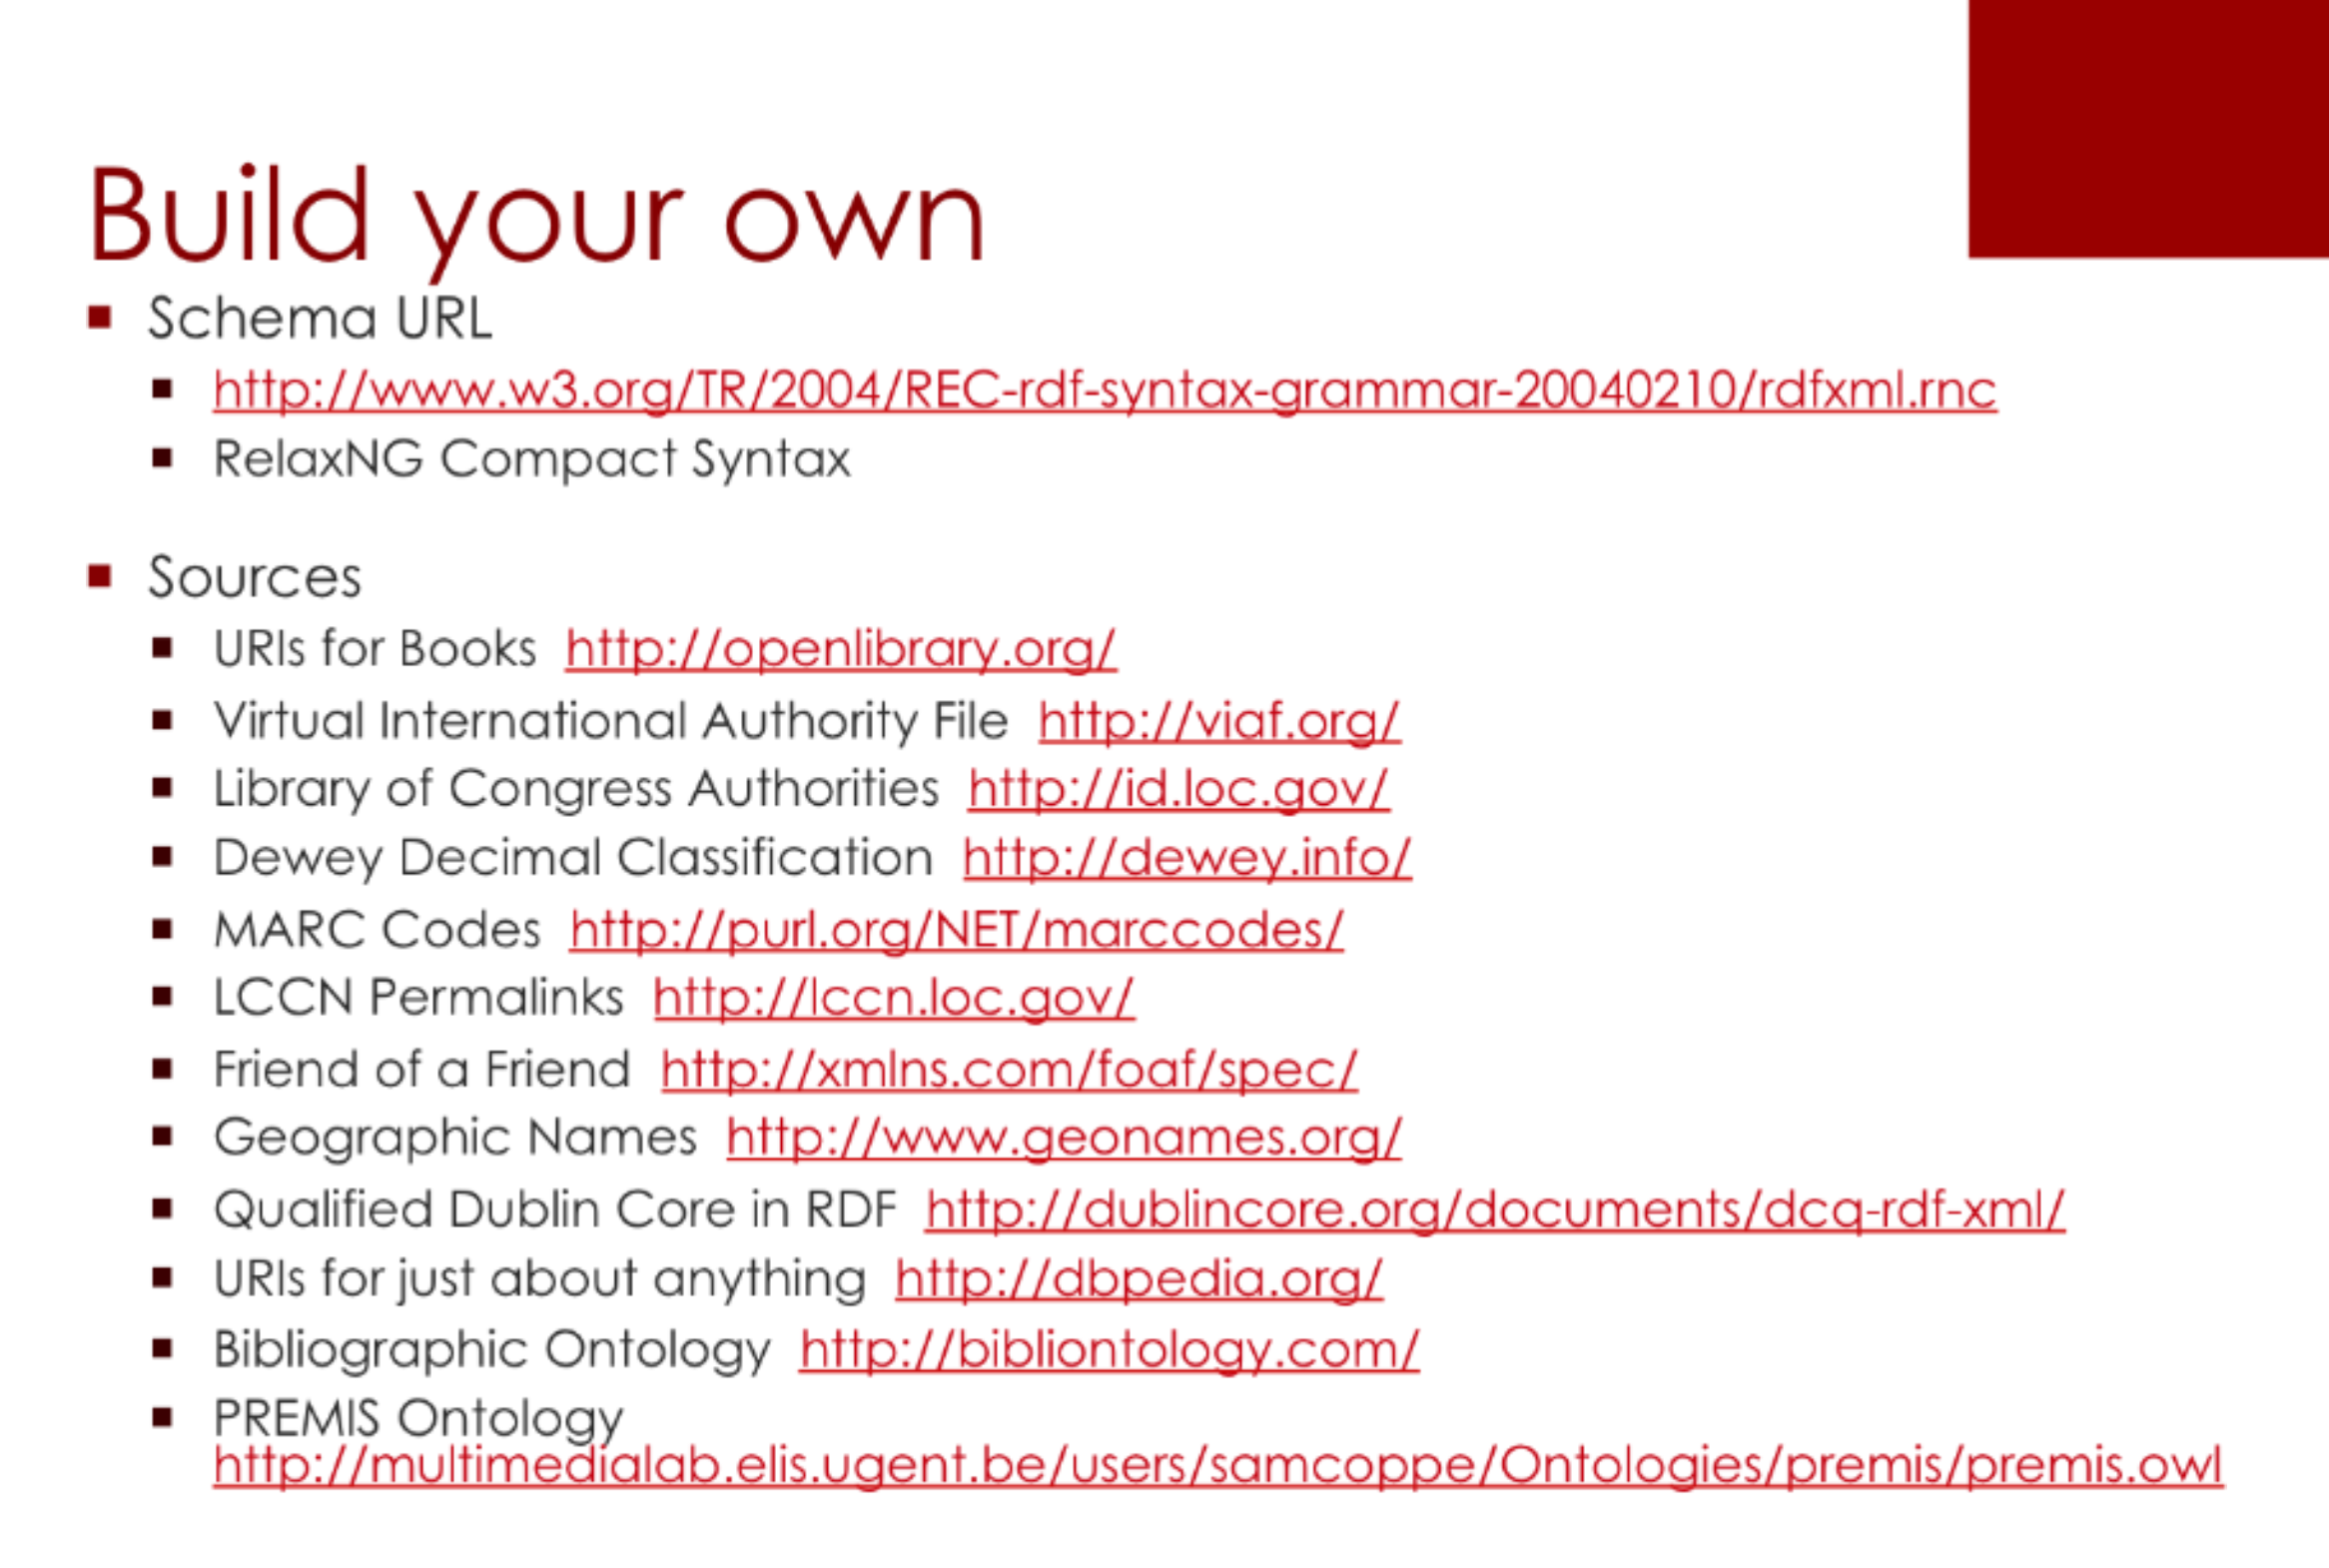 Build your own
Schema URL
http://www.w3.org/TR/2004/REC-rdf-syntax-grammar-20040210/rdfxml.rnc
RelaxNG Compact Syntax
Sources
URIs for Books http://openlibrary.org/
Virtual International Authority File http://viaf.org/
Library of Congress Authorities http://id.loc.gov/
Dewey Decimal Classification http://dewey.info/
MARC Codes http://purl.org/NET/marccodes/
LCCN Permalinks http://lccn.loc.gov/
Friend of a Friend http://xmlns.com/foaf/spec/
Geographic Names http://www.geonames.org/
Qualified Dublin Core in RDF http://dublincore.org/documents/dcq-rdf-xml/
URIs for just about anything http://dbpedia.org/
Bibliographic Ontology http://bibliontology.com/
PREMIS Ontology
http://multimedialab.elis.ugent.be/users/samcoppe/Ontologies/premis/premis.owl